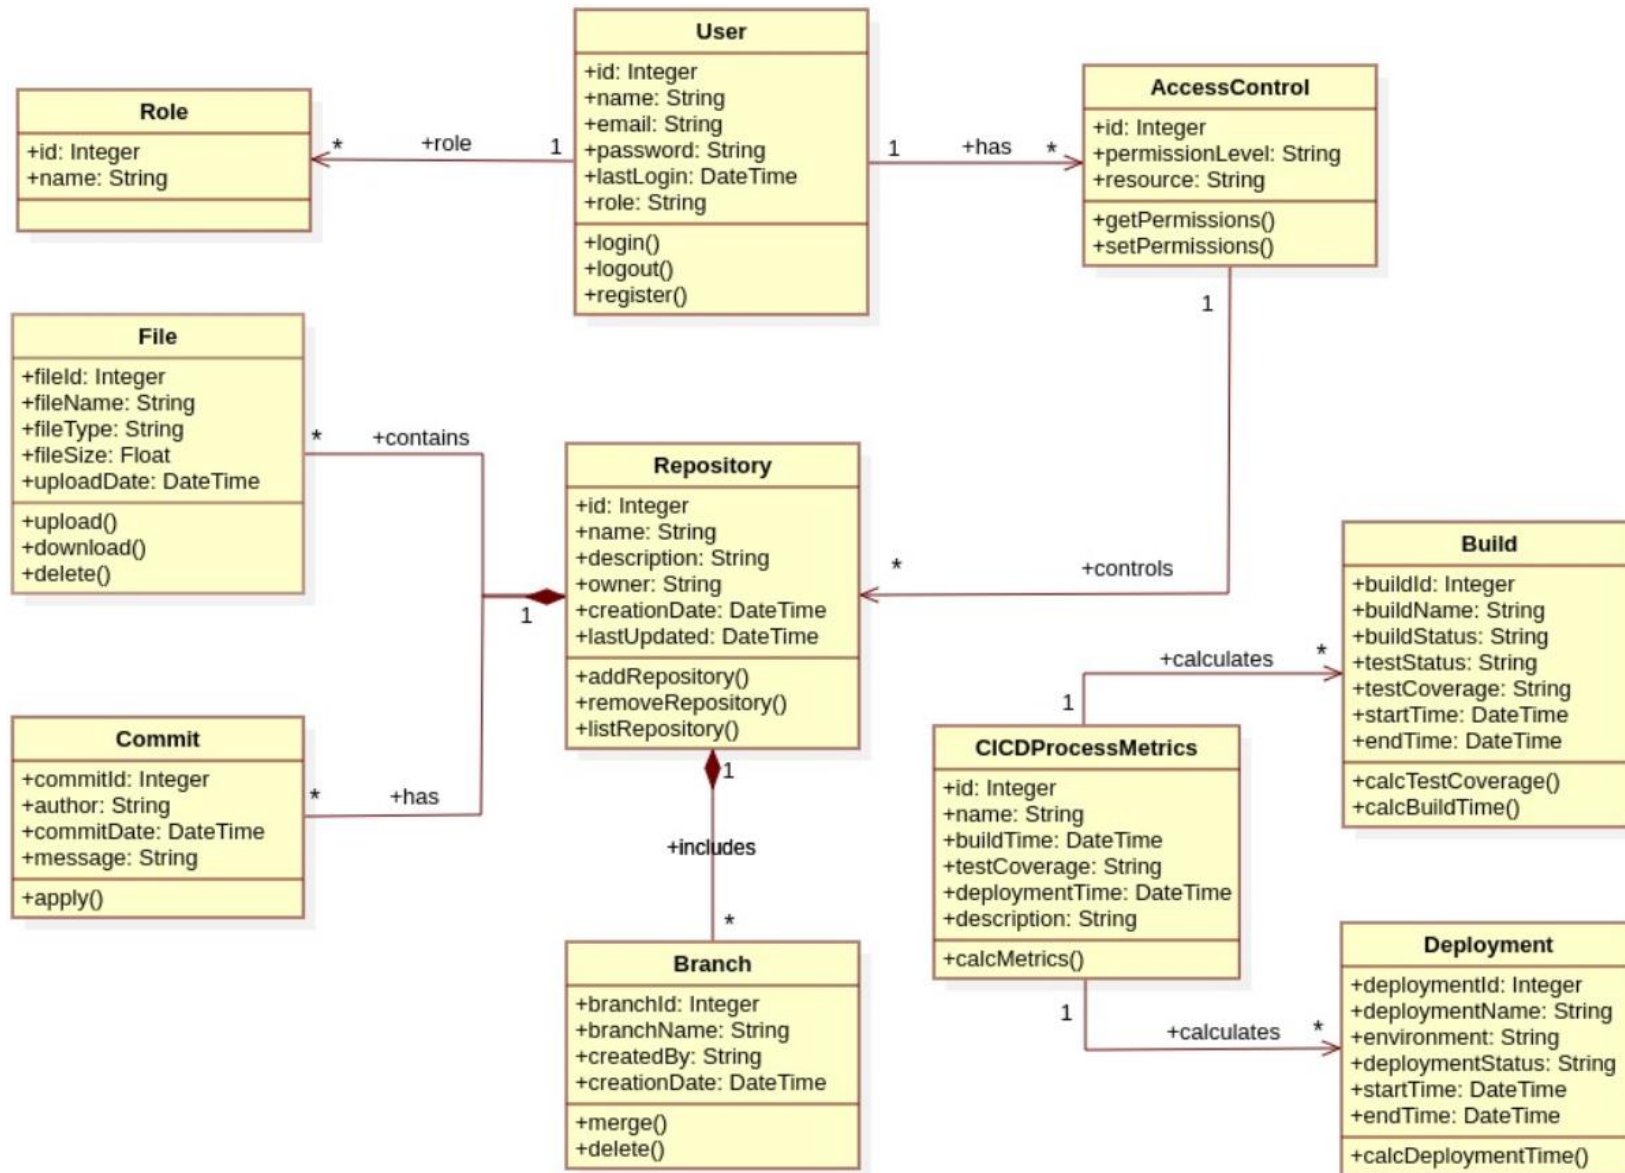 User
+id: Integer
+name: String
+email: String
+password: String
+lastLogin: DateTime
+role: String
+login()
+logout()
+register()
Role
+id: Integer
+name: String
* +role 1
1 +has *
AccessControl
+id: Integer
+permissionLevel: String
+resource: String
+getPermissions()
+setPermissions()
1
* +controls
File
+fileId: Integer
+fileName: String
+fileType: String
+fileSize: Float
+uploadDate: DateTime
+upload()
+download()
+delete()
* +contains
1
Repository
+id: Integer
+name: String
+description: String
+owner: String
+creationDate: DateTime
+lastUpdated: DateTime
+addRepository()
+removeRepository()
+listRepository()
Commit
+commitId: Integer
+author: String
+commitDate: DateTime
+message: String
+apply()
* +has
1
+includes
*
Branch
+branchId: Integer
+branchName: String
+createdBy: String
+creationDate: DateTime
+merge()
+delete()
Build
+buildId: Integer
+buildName: String
+buildStatus: String
+testStatus: String
+testCoverage: String
+startTime: DateTime
+endTime: DateTime
+calcTestCoverage()
+calcBuildTime()
+calculates *
1
CICDProcessMetrics
+id: Integer
+name: String
+buildTime: DateTime
+testCoverage: String
+deploymentTime: DateTime
+description: String
+calcMetrics()
1
+calculates *
Deployment
+deploymentId: Integer
+deploymentName: String
+environment: String
+deploymentStatus: String
+startTime: DateTime
+endTime: DateTime
+calcDeploymentTime()